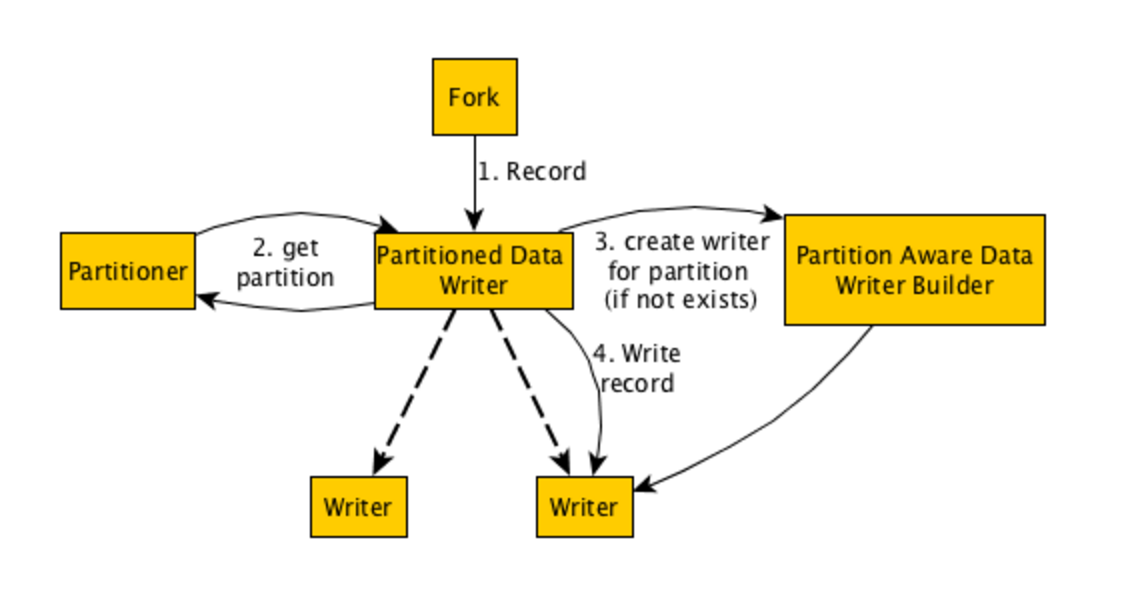 Fork
1. Record
2. get
partition
Partitioner
Partitioned Data
Writer
3. create writer
for partition
(if not exists)
Partition Aware Data
Writer Builder
4. Write
record
Writer
Writer